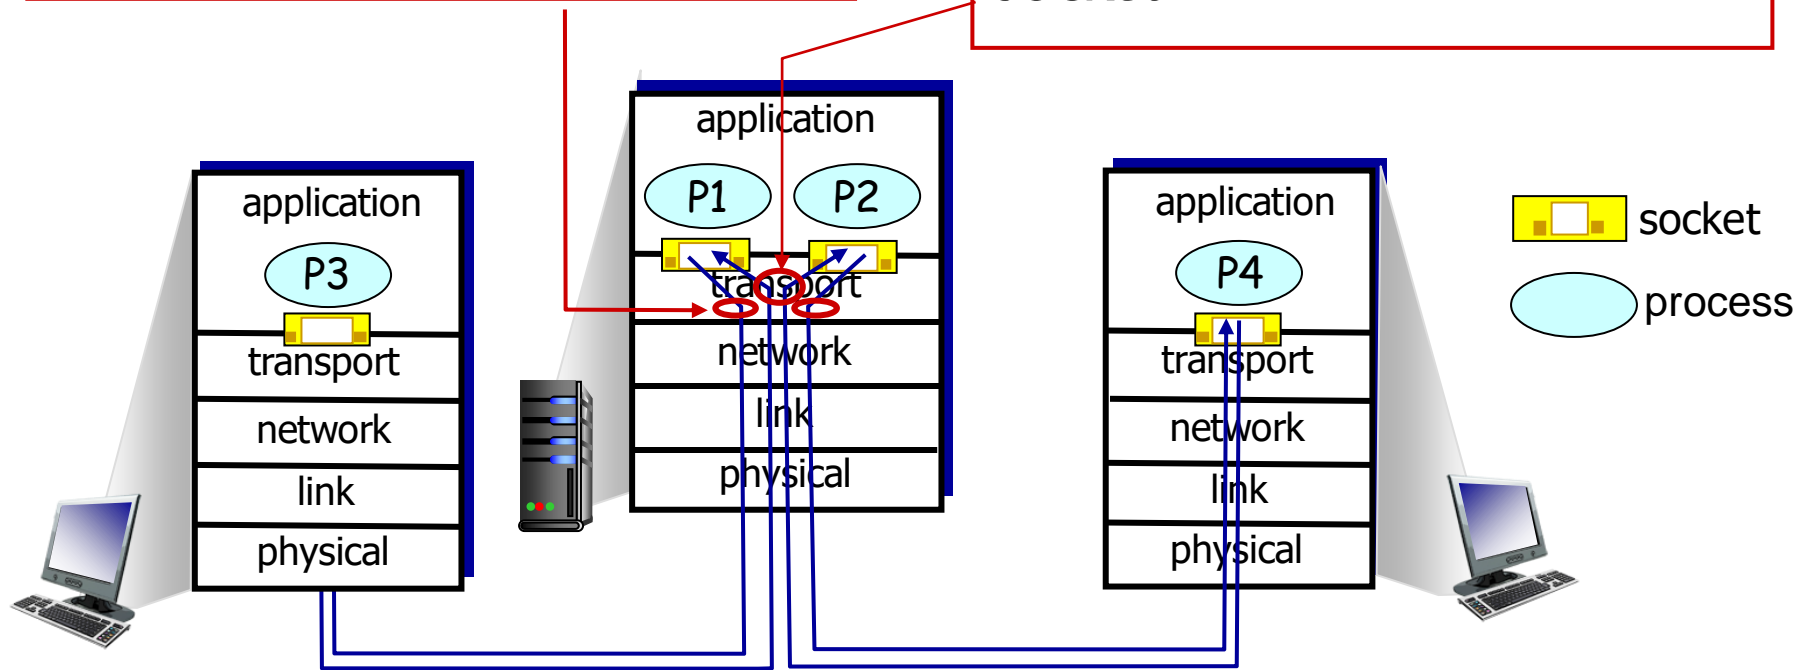 application
P1 P2
transport
network
link
physical
application
P3
transport
network
link
physical
application
P4
transport
network
link
physical
socket
process